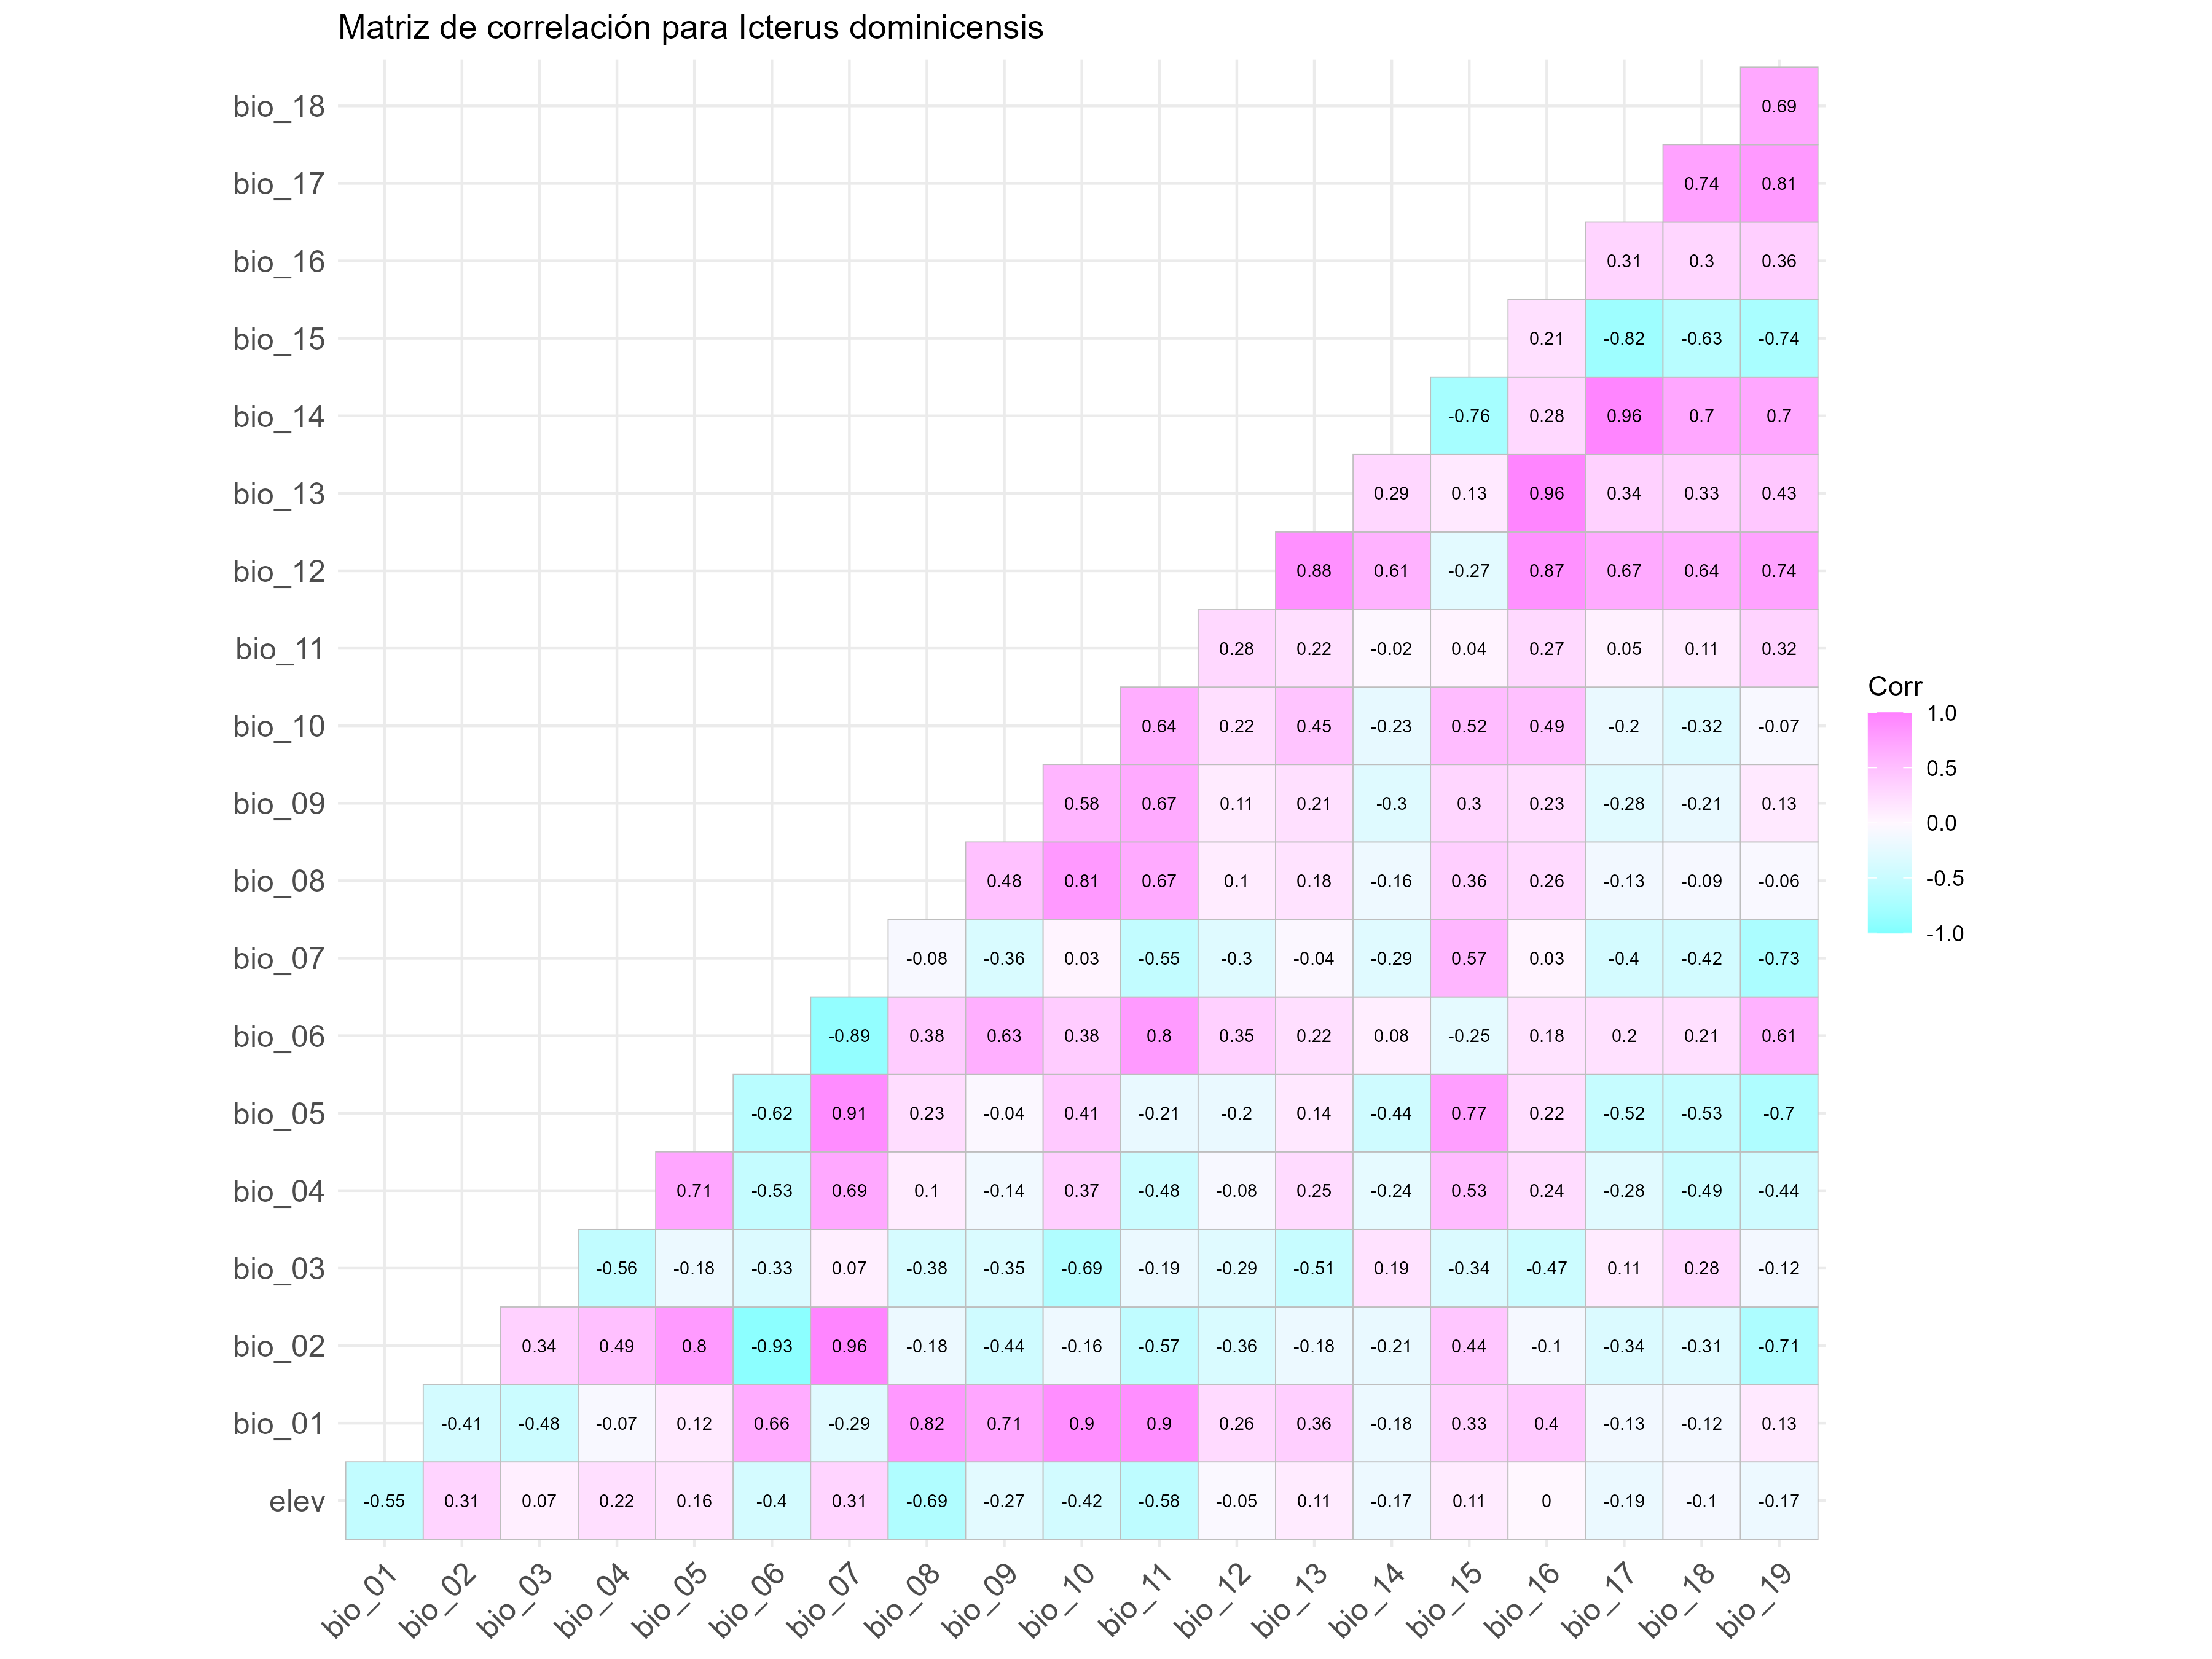 Matriz de correlación para Icterus dominicensis
bio_18 0.69
bio_17 0.74 0.81
bio_16 0.31 0.3 0.36
bio_15 0.21 -0.82 -0.63 -0.74
bio_14 -0.76 0.28 0.96 0.7 0.7
bio_13 0.29 0.13 0.96 0.34 0.33 0.43
bio_12 0.88 0.61 -0.27 0.87 0.67 0.64 0.74
bio_11 0.28 0.22 -0.02 0.04 0.27 0.05 0.11 0.32
bio_10 0.64 0.22 0.45 -0.23 0.52 0.49 -0.2 -0.32 -0.07
bio_09 0.58 0.67 0.11 0.21 -0.3 0.3 0.23 -0.28 -0.21 0.13
bio_08 0.48 0.81 0.67 0.1 0.18 -0.16 0.36 0.26 -0.13 -0.09 -0.06
bio_07 -0.08 -0.36 0.03 -0.55 -0.3 -0.04 -0.29 0.57 0.03 -0.4 -0.42 -0.73
bio_06 -0.89 0.38 0.63 0.38 0.8 0.35 0.22 0.08 -0.25 0.18 0.2 0.21 0.61
bio_05 -0.62 0.91 0.23 -0.04 0.41 -0.21 -0.2 0.14 -0.44 0.77 0.22 -0.52 -0.53 -0.7
bio_04 0.71 -0.53 0.69 0.1 -0.14 0.37 -0.48 -0.08 0.25 -0.24 0.53 0.24 -0.28 -0.49 -0.44
bio_03 -0.56 -0.18 -0.33 0.07 -0.38 -0.35 -0.69 -0.19 -0.29 -0.51 0.19 -0.34 -0.47 0.11 0.28 -0.12
bio_02 0.34 0.49 0.8 -0.93 0.96 -0.18 -0.44 -0.16 -0.57 -0.36 -0.18 -0.21 0.44 -0.1 -0.34 -0.31 -0.71
bio_01 -0.41 -0.48 -0.07 0.12 0.66 -0.29 0.82 0.71 0.9 0.9 0.26 0.36 -0.18 0.33 0.4 -0.13 -0.12 0.13
elev -0.55 0.31 0.07 0.22 0.16 -0.4 0.31 -0.69 -0.27 -0.42 -0.58 -0.05 0.11 -0.17 0.11 0 -0.19 -0.1 -0.17
bio_01 bio_02 bio_03 bio_04 bio_05 bio_06 bio_07 bio_08 bio_09 bio_10 bio_11 bio_12 bio_13 bio_14 bio_15 bio_16 bio_17 bio_18 bio_19
Corr
1.0
0.5
0.0
-0.5
-1.0